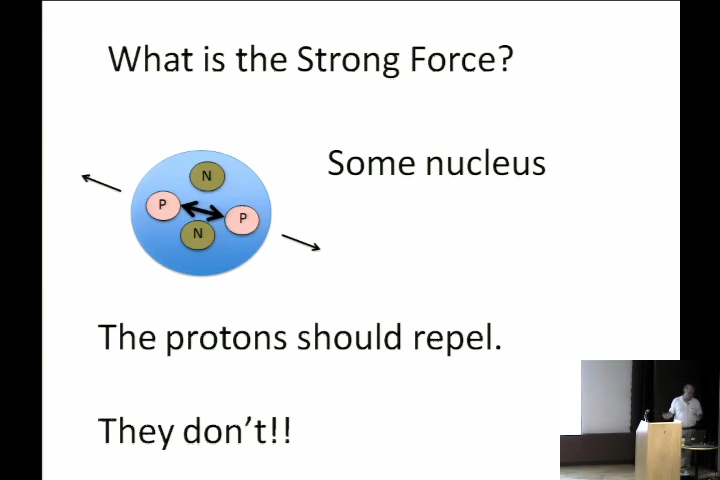 What is the Strong Force?
Some nucleus
N
P
P
N
The protons should repel.
They don't!!